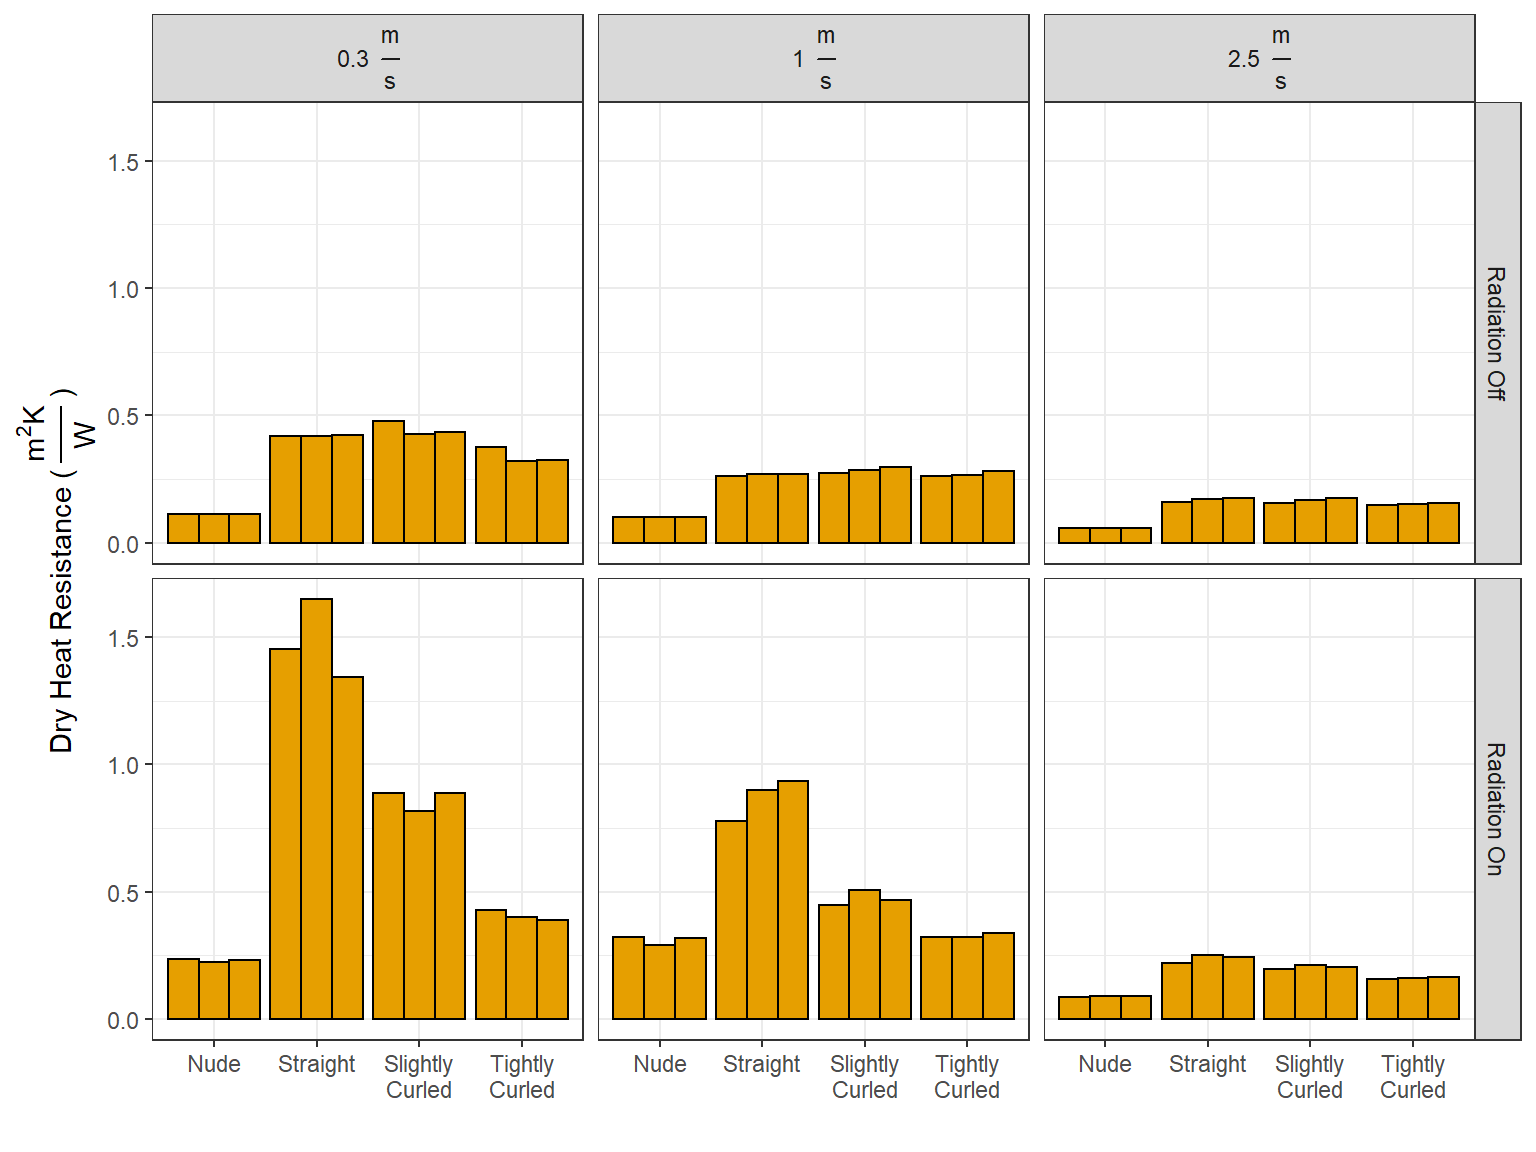 0.3 m/s
1 m/s
2.5 m/s
Dry Heat Resistance ( m²K/W )
1.5
1.0
0.5
0.0
Radiation Off
1.5
1.0
0.5
0.0
Radiation On
Nude Straight Slightly Curled Tightly Curled
Nude Straight Slightly Curled Tightly Curled
Nude Straight Slightly Curled Tightly Curled